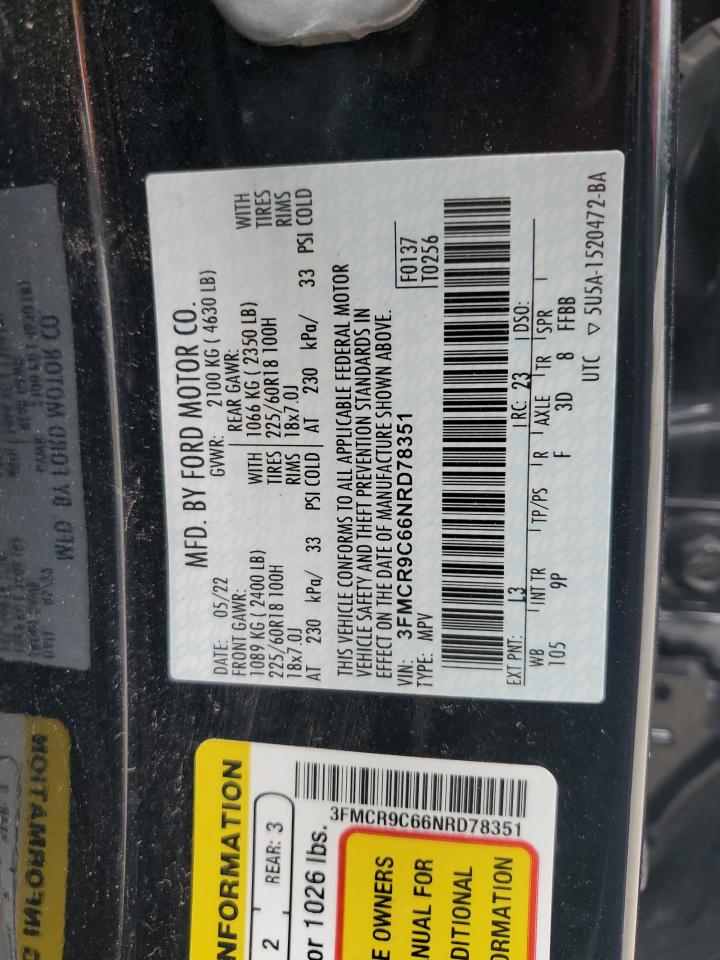 MFD. BY FORD MOTOR CO.
DATE: 05/22 GVWR: 2100 KG ( 4630 LB)
FRONT GAWR: REAR GAWR:
1089 KG ( 2400 LB) WITH 1066 KG ( 2350 LB) WITH
225/60R18 100H TIRES 225/60R18 100H TIRES
18x7.0J RIMS 18x7.0J RIMS
AT 230 kPa/ 33 PSI COLD AT 230 kPa/ 33 PSI COLD
THIS VEHICLE CONFORMS TO ALL APPLICABLE FEDERAL MOTOR
VEHICLE SAFETY AND THEFT PREVENTION STANDARDS IN
EFFECT ON THE DATE OF MANUFACTURE SHOWN ABOVE.
VIN: 3FMCR9C66NRD78351 F0137
TYPE: MPV T0256
EXT PNT: L3 RC: 23 DSO:
WB INT TR TP/PS R AXLE TR SPR
105 9P F 3D 8 FFBB
UTC ▽ 5U5A-1520472-BA
NFORMATION
2 REAR: 3
or 1026 lbs.
3FMCR9C66NRD78351
E OWNERS
NUAL FOR
DITIONAL
ORMATION